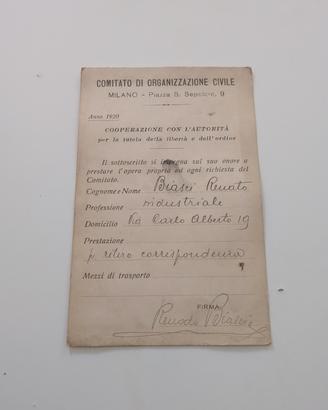 COMITATO DI ORGANIZZAZIONE CIVILE
MILANO - Piazza S. Sepolcro, 9
Anno 1920
COOPERAZIONE CON L'AUTORITÀ
per la tutela della libertà e dell'ordine
Il sottoscritto si impegna sul suo onore a
prestare l'opera propria ad ogni richiesta del
Comitato.
Cognome e Nome Biasci Renato
Professione industriale
Domicilio Via Carlo Alberto 19
Prestazione
p. ritiro corrispondenza
Mezzi di trasporto
FIRMA
Renato